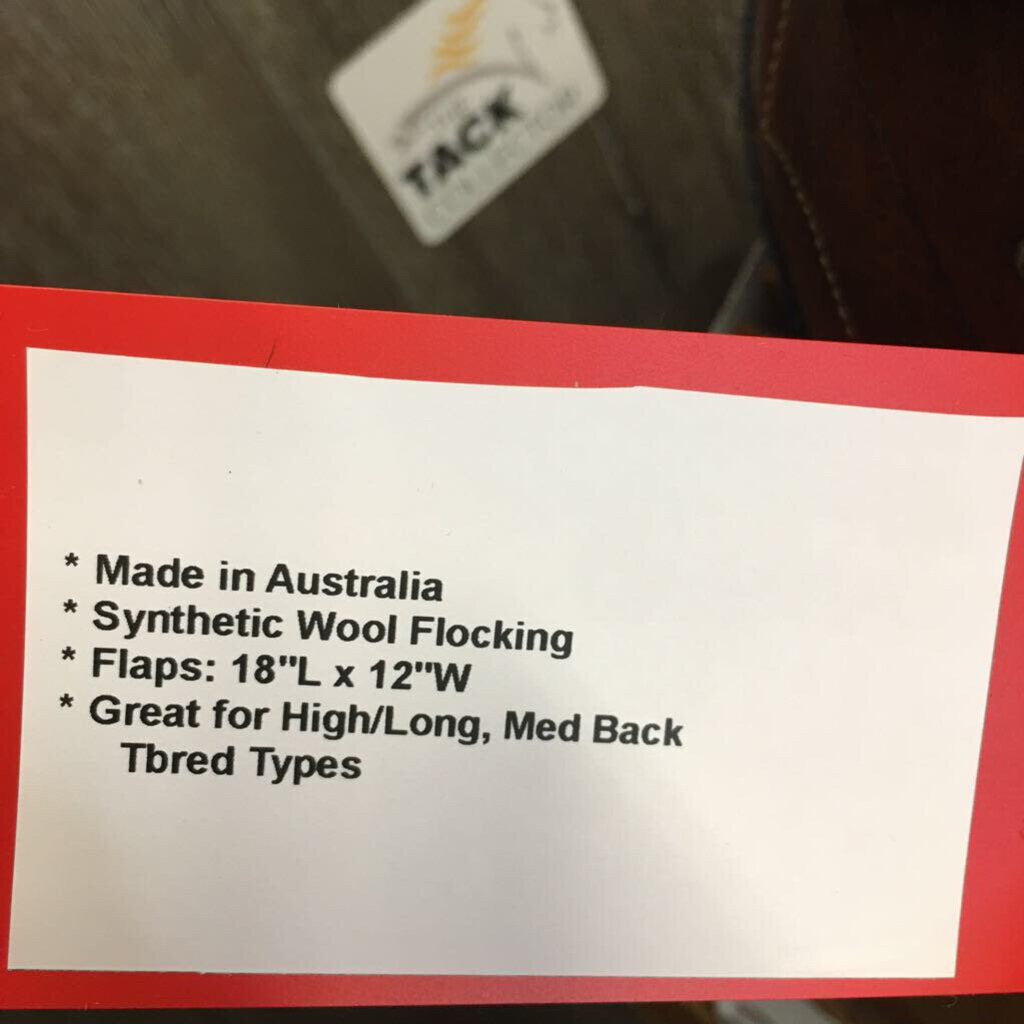 TACK
* Made in Australia
* Synthetic Wool Flocking
* Flaps: 18"L x 12"W
* Great for High/Long, Med Back
Tbred Types